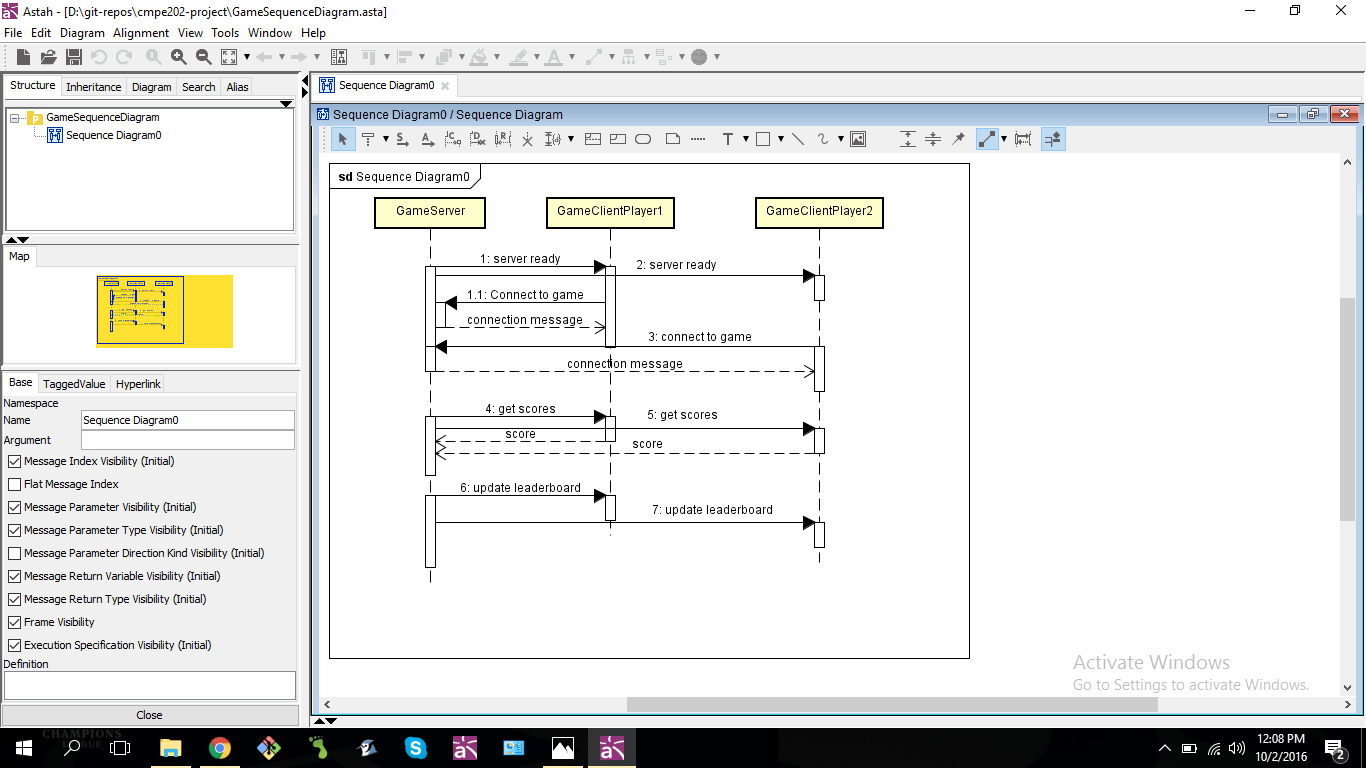 Astah - [D:\git-repos\cmpe202-project\GameSequenceDiagram.asta]
File Edit Diagram Alignment View Tools Window Help
Structure Inheritance Diagram Search Alias
GameSequenceDiagram
Sequence Diagram0
Map
Base TaggedValue Hyperlink
Namespace
Name Sequence Diagram0
Argument
Message Index Visibility (Initial)
Flat Message Index
Message Parameter Visibility (Initial)
Message Parameter Type Visibility (Initial)
Message Parameter Direction Kind Visibility (Initial)
Message Return Variable Visibility (Initial)
Message Return Type Visibility (Initial)
Frame Visibility
Execution Specification Visibility (Initial)
Definition
Close
Sequence Diagram0
Sequence Diagram0 / Sequence Diagram
sd Sequence Diagram0
GameServer GameClientPlayer1 GameClientPlayer2
1: server ready
2: server ready
1.1: Connect to game
connection message
3: connect to game
connection message
4: get scores
5: get scores
score
score
6: update leaderboard
7: update leaderboard
Activate Windows
Go to Settings to activate Windows.
CHAMPIONS
12:08 PM
10/2/2016
2